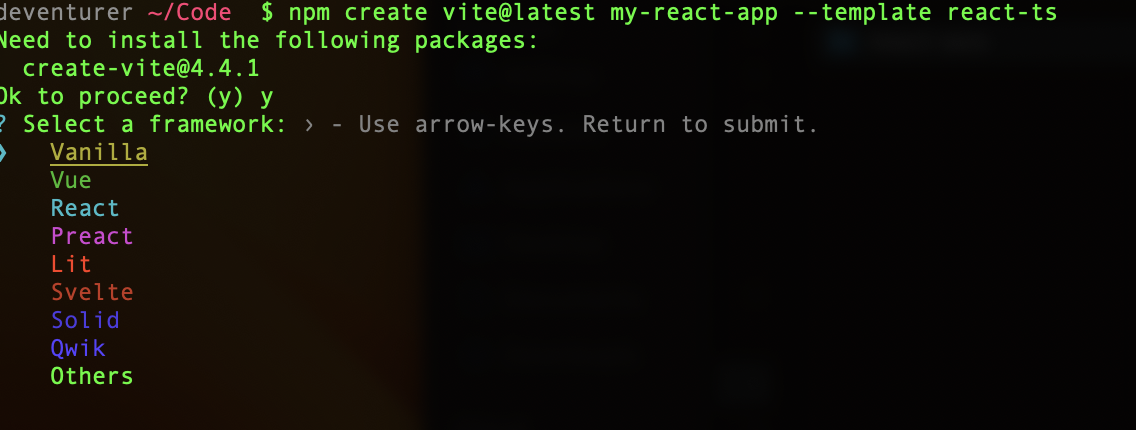 deventurer ~/Code $ npm create vite@latest my-react-app --template react-ts
Need to install the following packages:
create-vite@4.4.1
Ok to proceed? (y) y
? Select a framework: › - Use arrow-keys. Return to submit.
❯ Vanilla
Vue
React
Preact
Lit
Svelte
Solid
Qwik
Others